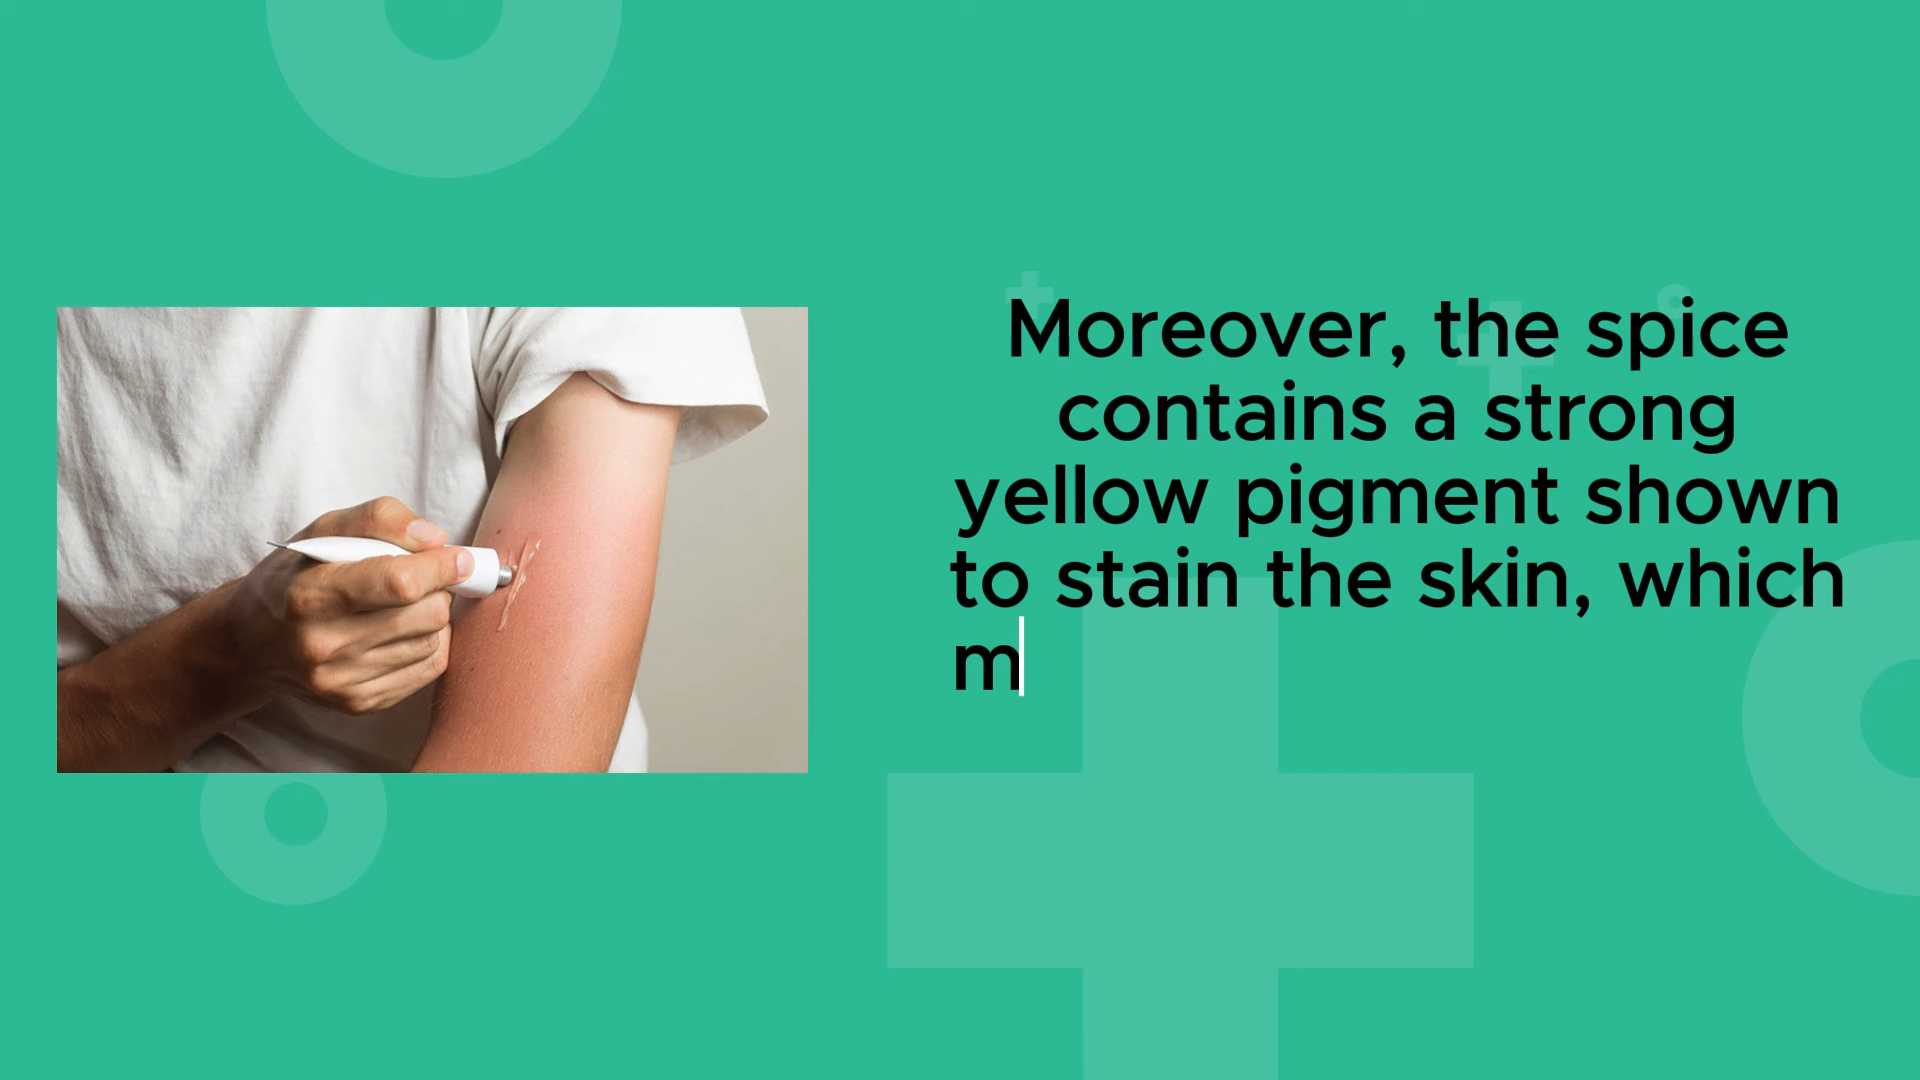 Moreover, the spice
contains a strong
yellow pigment shown
to stain the skin, which
m